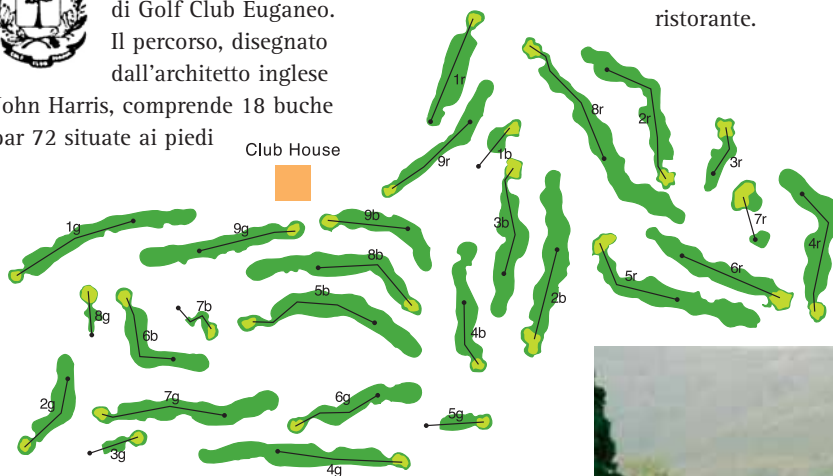 di Golf Club Euganeo.
Il percorso, disegnato
dall'architetto inglese
John Harris, comprende 18 buche
par 72 situate ai piedi
ristorante.
Club House
1r
8r
2r
9r
1b
3r
7r
4r
1g
9g
9b
3b
8b
5r
6r
2b
8g
6b
7b
5b
4b
2g
7g
6g
5g
3g
4g